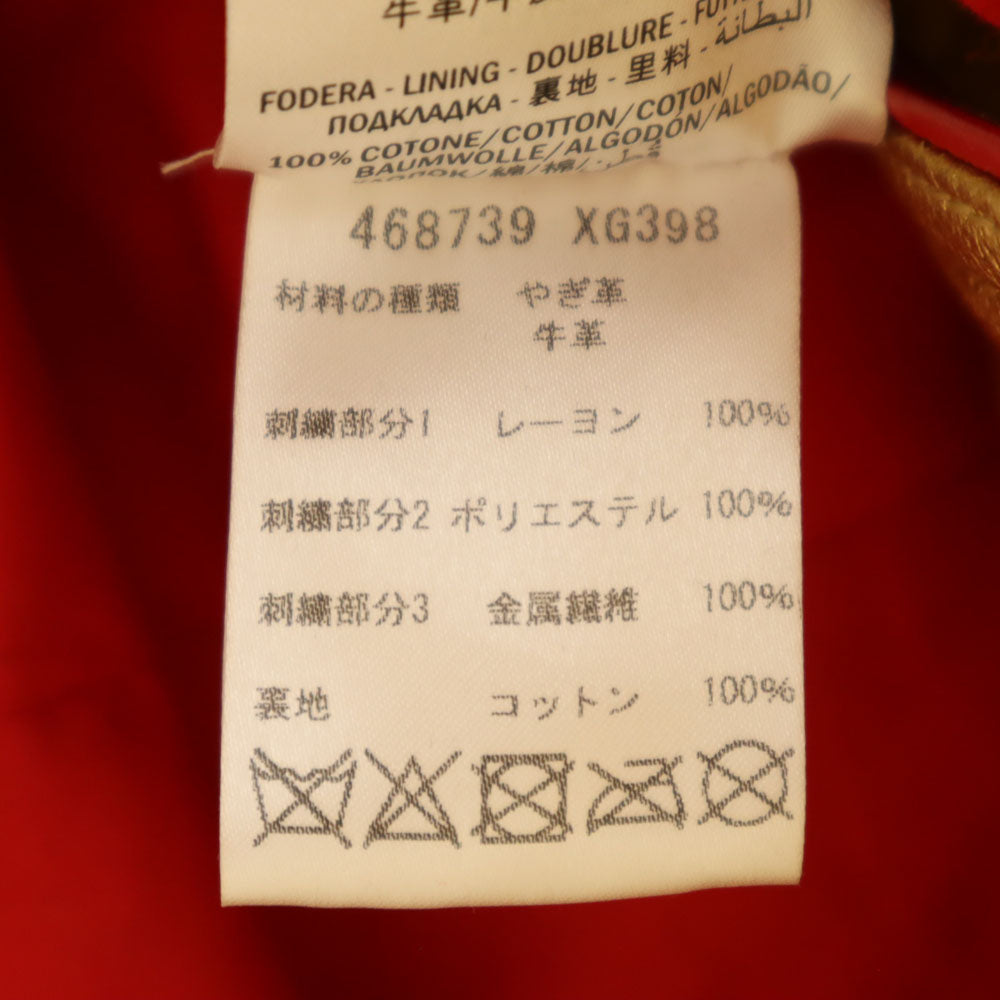 牛革/
FODERA - LINING - DOUBLURE -
ПОДКЛАДКА - 裏地 - 里料 - البطانة
100% COTONE/COTTON/COTON/
BAUMWOLLE/ALGODÓN/ALGODÃO/
468739 XG398
材料の種類 やぎ革
牛革
刺繍部分1 レーヨン 100%
刺繍部分2 ポリエステル 100%
刺繍部分3 金属繊維 100%
裏地 コットン 100%